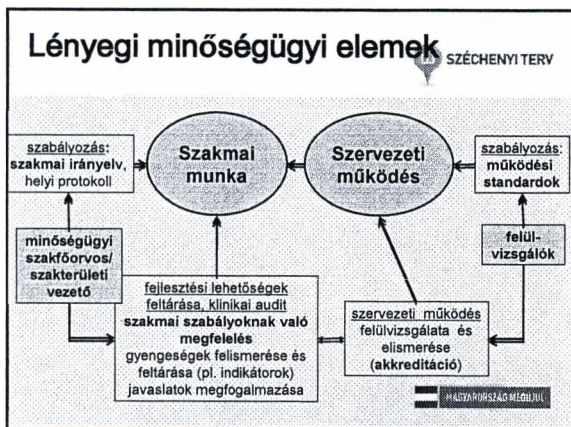 Lényegi minőségügyi elemek
SZÉCHENYI TERV
szabályozás:
szakmai irányelv,
helyi protokoll
Szakmai
munka
Szervezeti
működés
szabályozás:
működési
standardok
minőségügyi
szakfőorvos/
szakterületi
vezető
felül-
vizsgálók
fejlesztési lehetőségek
feltárása, klinikai audit
szakmai szabályoknak való
megfelelés
gyengeségek felismerése és
feltárása (pl. indikátorok)
javaslatok megfogalmazása
szervezeti működés
felülvizsgálata és
elismerése
(akkreditáció)
MAGYARORSZÁG MEGÚJUL